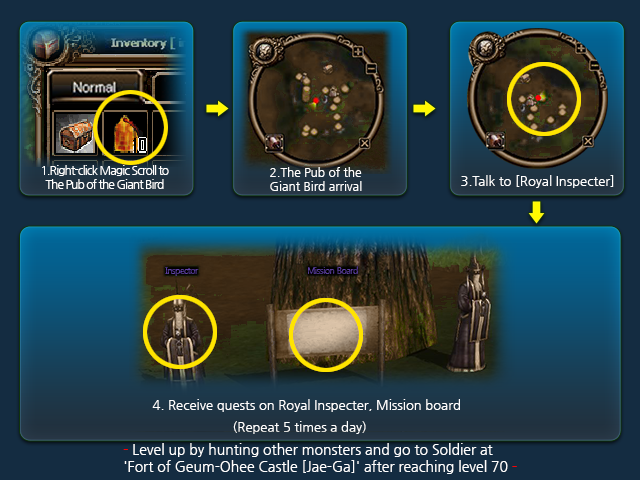 Inventory [
Normal
1.Right-click Magic Scroll to
The Pub of the Giant Bird
2.The Pub of the
Giant Bird arrival
3.Talk to [Royal Inspecter]
Inspector
Mission Board
4. Receive quests on Royal Inspecter, Mission board
(Repeat 5 times a day)
- Level up by hunting other monsters and go to Soldier at
'Fort of Geum-Ohee Castle [Jae-Ga]' after reaching level 70 -